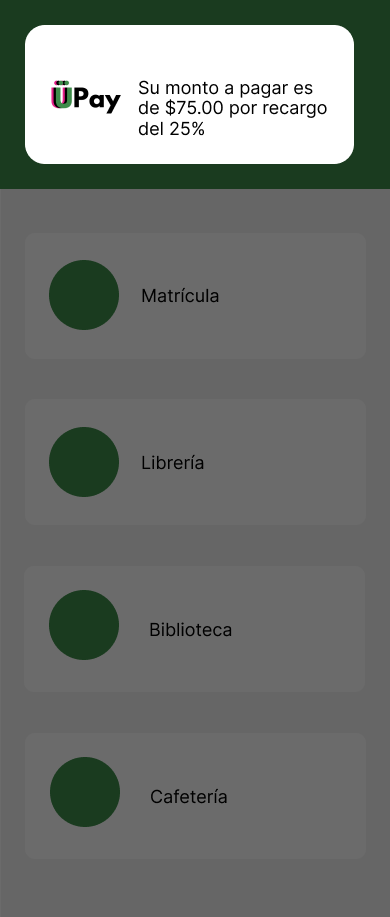 ÜPay
Su monto a pagar es
de $75.00 por recargo
del 25%
Matrícula
Librería
Biblioteca
Cafetería